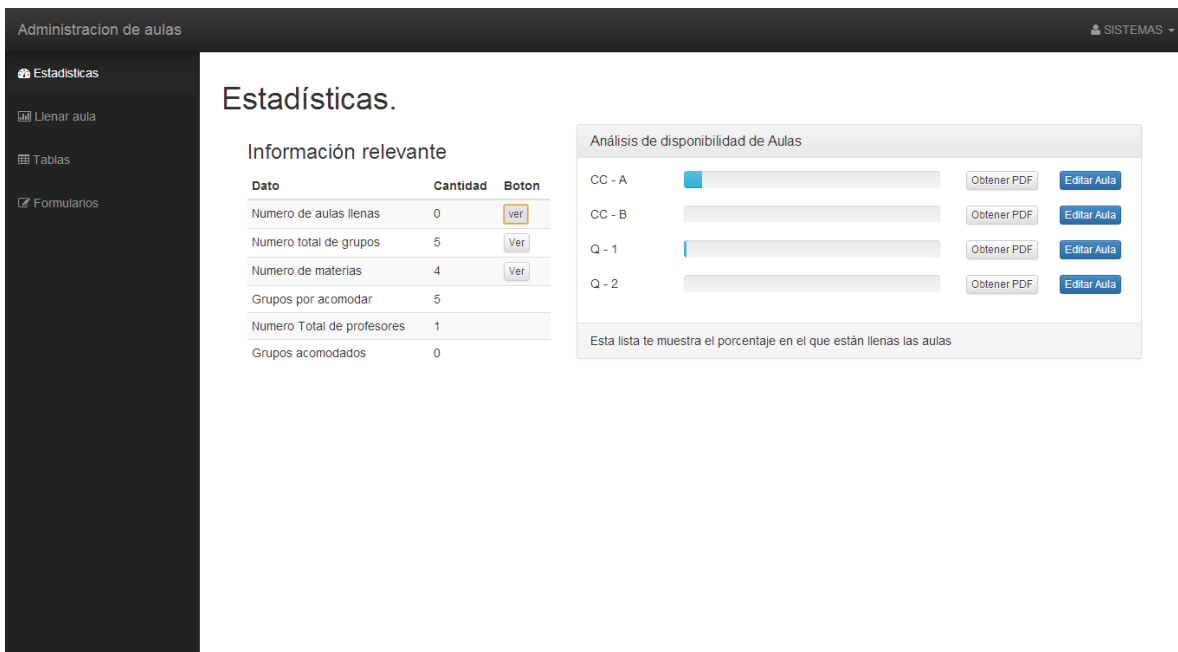 Administracion de aulas
SISTEMAS
Estadisticas
Llenar aula
Tablas
Formularios
Estadísticas.
Información relevante
Dato Cantidad Boton
Numero de aulas llenas 0 ver
Numero total de grupos 5 Ver
Numero de materias 4 Ver
Grupos por acomodar 5
Numero Total de profesores 1
Grupos acomodados 0
Análisis de disponibilidad de Aulas
CC - A Obtener PDF Editar Aula
CC - B Obtener PDF Editar Aula
Q - 1 Obtener PDF Editar Aula
Q - 2 Obtener PDF Editar Aula
Esta lista te muestra el porcentaje en el que están llenas las aulas